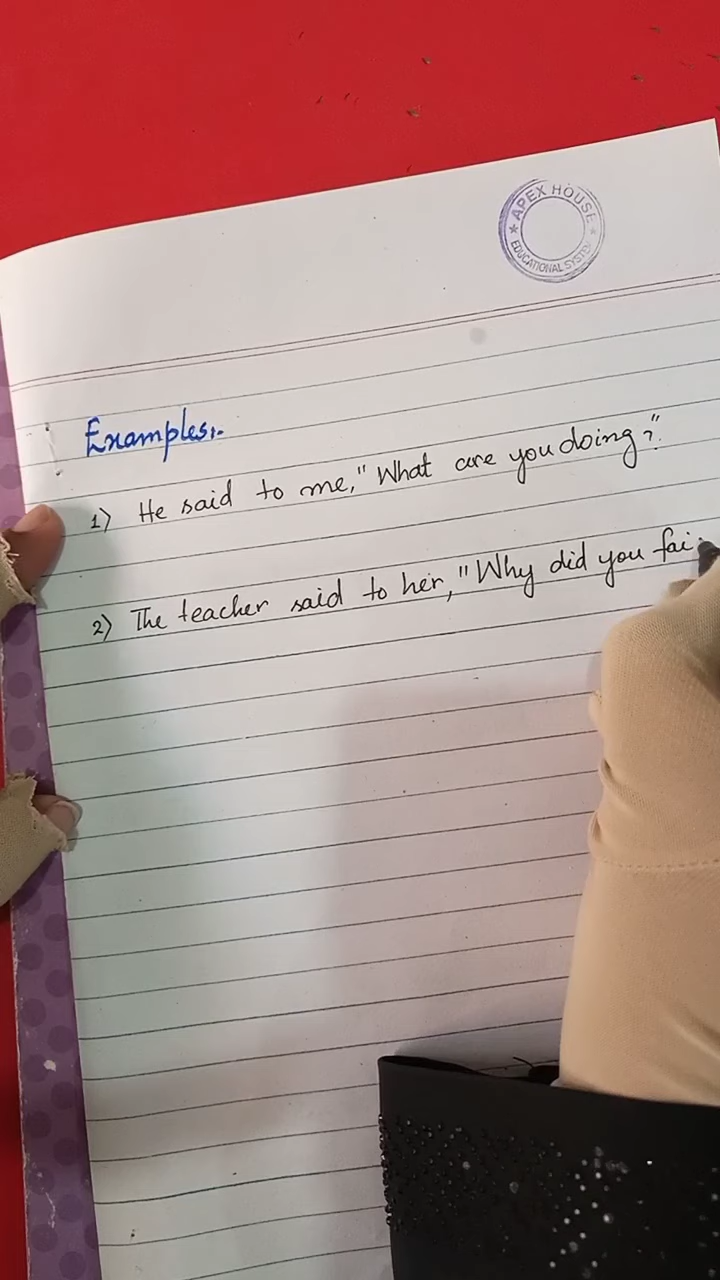 ★ APEX HOUSE ★
EDUCATIONAL SYSTEM
Examples:-
1) He said to me, "What are you doing?".
2) The teacher said to her, "Why did you fai